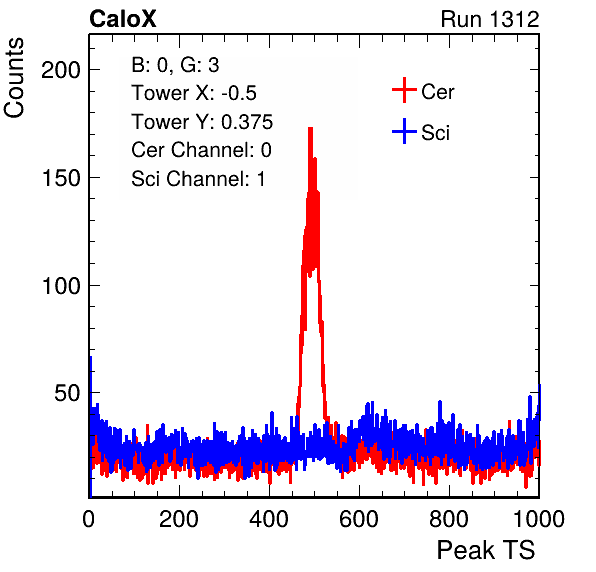 CaloX Run 1312
Counts
B: 0, G: 3
Tower X: -0.5
Tower Y: 0.375
Cer Channel: 0
Sci Channel: 1
Cer
Sci
200
150
100
50
0 200 400 600 800 1000
Peak TS